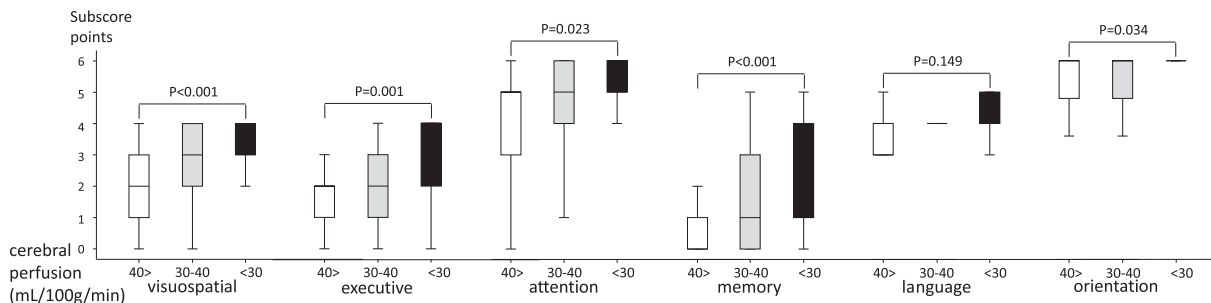 Subscore
points
P=0.023
P=0.034
P<0.001
P=0.149
P<0.001
P=0.001
6
5
4
3
2
1
0
cerebral
perfusion
(mL/100g/min)
40> 30-40 <30 40> 30-40 <30 40> 30-40 <30 40> 30-40 <30 40> 30-40 <30 40> 30-40 <30
visuospatial executive attention memory language orientation